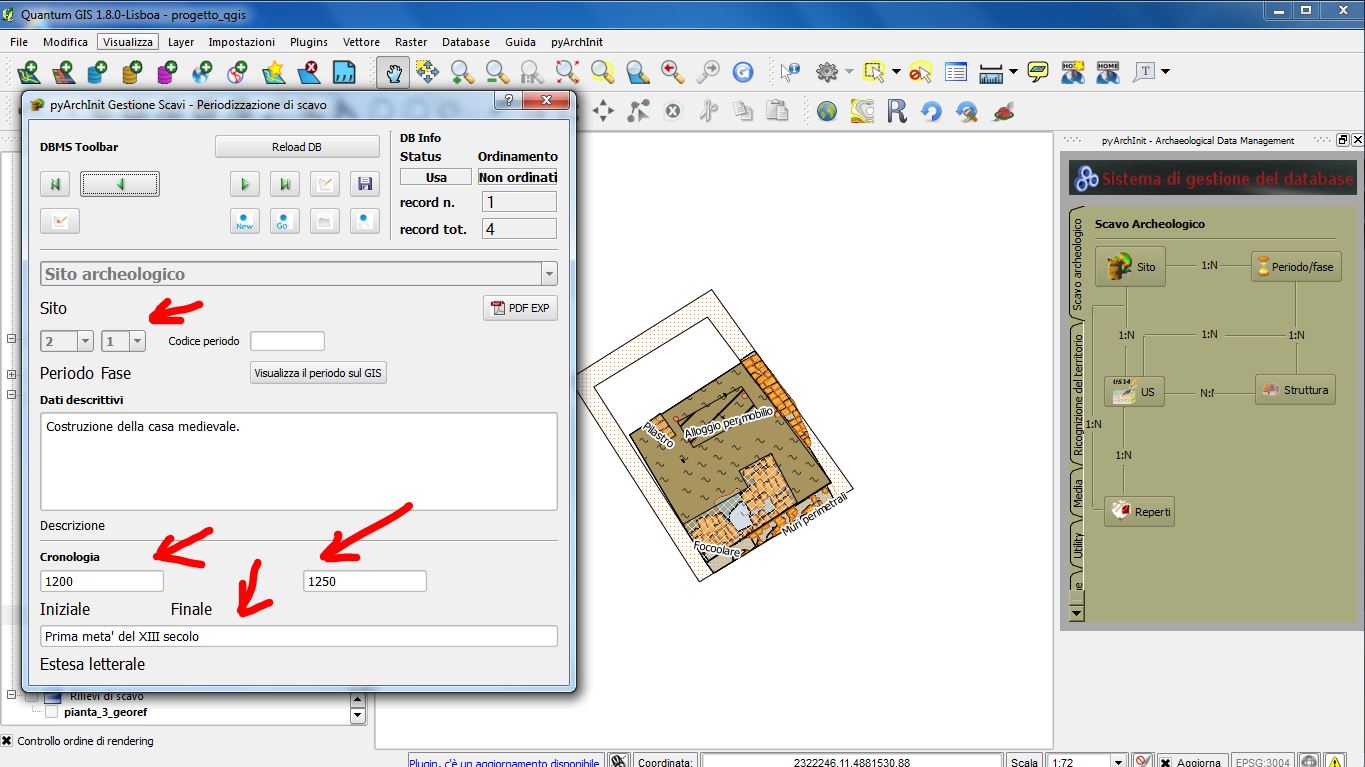 Quantum GIS 1.8.0-Lisboa - progetto_qgis
File Modifica Visualizza Layer Impostazioni Plugins Vettore Raster Database Guida pyArchInit
pyArchInit Gestione Scavi - Periodizzazione di scavo
DBMS Toolbar
Reload DB
New
Go
DB Info
Status Ordinamento
Usa Non ordinati
record n. 1
record tot. 4
Sito archeologico
Sito
PDF EXP
2 1 Codice periodo
Periodo Fase Visualizza il periodo sul GIS
Dati descrittivi
Costruzione della casa medievale.
Descrizione
Cronologia
1200 1250
Iniziale Finale
Prima meta' del XIII secolo
Estesa letterale
Rilievi di scavo
pianta_3_georef
Controllo ordine di rendering
Pilastro
Alloggio per mobilio
Focoolare
Muri perimetrali
pyArchInit - Archaeological Data Management
Sistema di gestione del database
Scavo archeologico
Ricognizione del territorio
Media
Utility
Scavo Archeologico
Sito 1:N Periodo/fase
1:N 1:N 1:N
US14
US N:r Struttura
1:N
1:N
Reperti
Plugin, c'è un aggiornamento disponibile Coordinata: 2322246.11,4881530.88 Scala 1:72 Aggiorna EPSG:3004